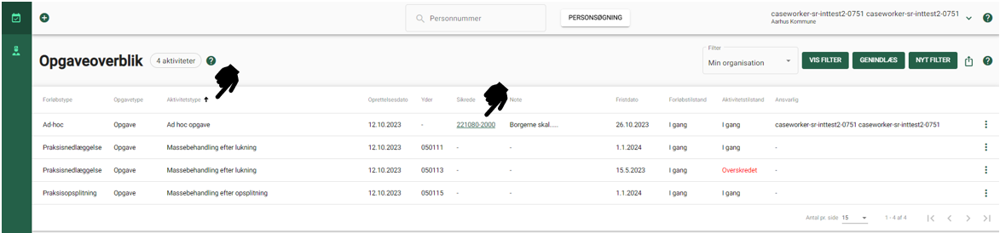 Personnummer
PERSONSØGNING
caseworker-sr-inttest2-0751 caseworker-sr-inttest2-0751
Aarhus Kommune
Opgaveoverblik
4 aktiviteter
Filter
Min organisation
VIS FILTER
GENINDLÆS
NYT FILTER
Forløbstype Opgavetype Aktivitetstype Oprettelsesdato Yder Sikrede Note Fristdato Forløbstilstand Aktivitetstilstand Ansvarlig
Ad-hoc Opgave Ad hoc opgave 12.10.2023 - 221080-2000 Borgerne skal..... 26.10.2023 I gang I gang caseworker-sr-inttest2-0751 caseworker-sr-inttest2-0751
Praksisnedlæggelse Opgave Massebehandling efter lukning 12.10.2023 050111 - - 1.1.2024 I gang I gang -
Praksisnedlæggelse Opgave Massebehandling efter lukning 12.10.2023 050113 - - 15.5.2023 I gang Overskredet -
Praksisopsplitning Opgave Massebehandling efter opsplitning 12.10.2023 050115 - - 1.1.2024 I gang I gang -
Antal pr. side 15 1 - 4 af 4